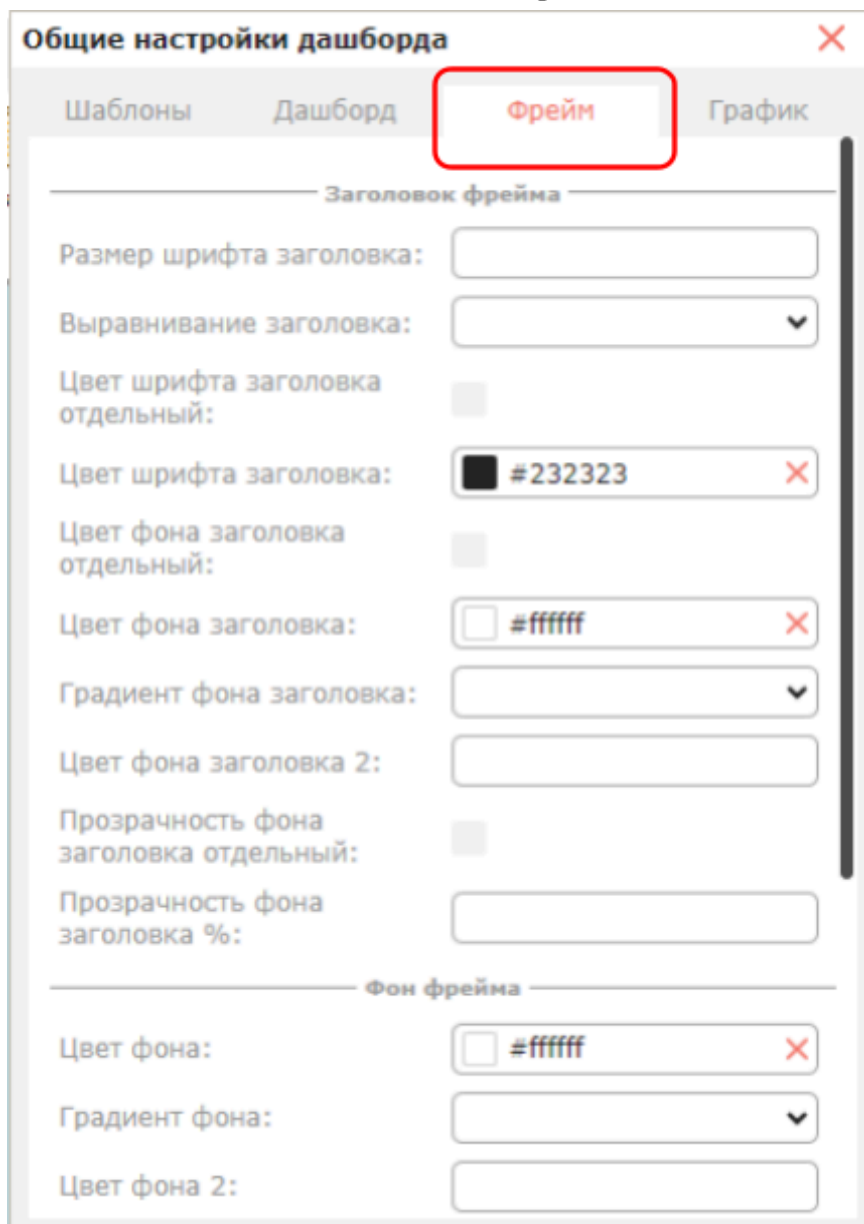 Общие настройки дашборда
Шаблоны Дашборд Фрейм График
Заголовок фрейма
Размер шрифта заголовка:
Выравнивание заголовка:
Цвет шрифта заголовка
отдельный:
Цвет шрифта заголовка: #232323
Цвет фона заголовка
отдельный:
Цвет фона заголовка: #ffffff
Градиент фона заголовка:
Цвет фона заголовка 2:
Прозрачность фона
заголовка отдельный:
Прозрачность фона
заголовка %:
Фон фрейма
Цвет фона: #ffffff
Градиент фона:
Цвет фона 2: